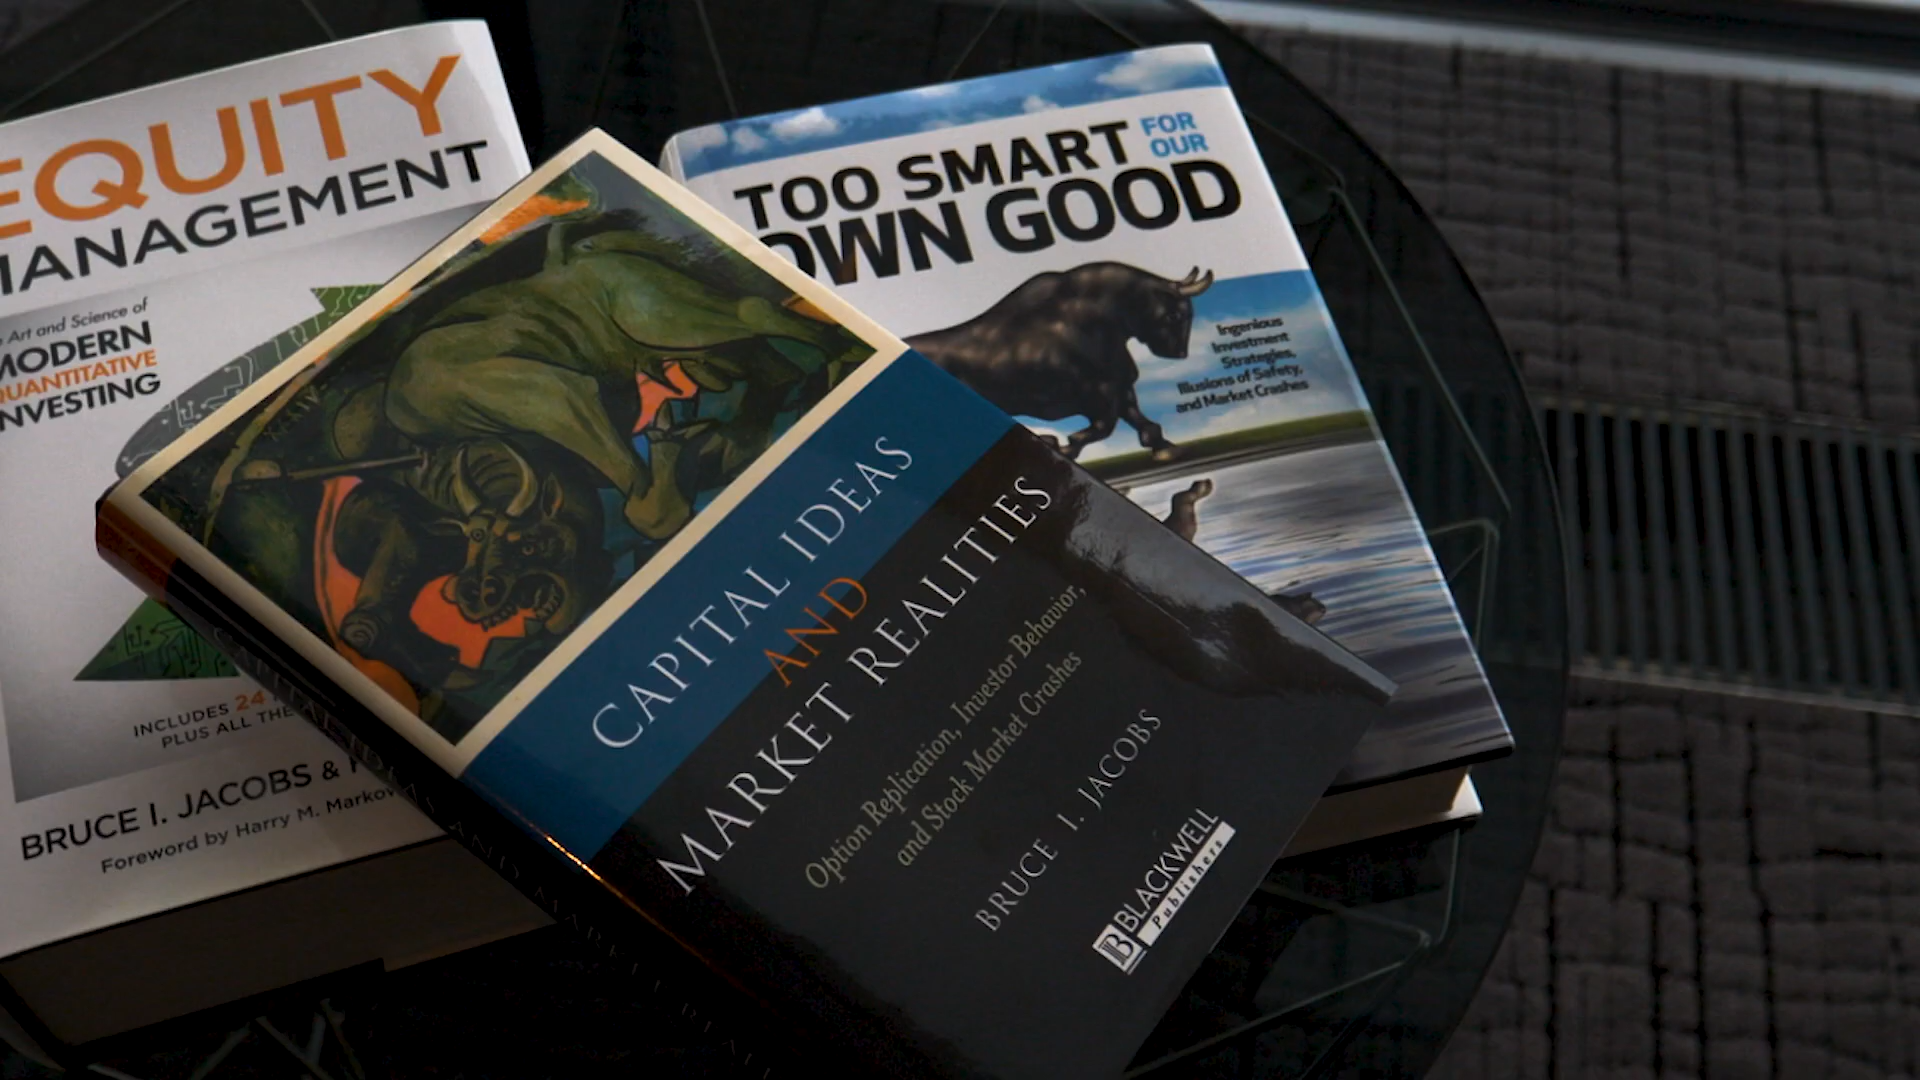 EQUITY
MANAGEMENT
Art and Science of
MODERN
QUANTITATIVE
INVESTING
INCLUDES 24
PLUS ALL THE
BRUCE I. JACOBS &
Foreword by Harry M.
CAPITAL IDEAS
AND
MARKET REALITIES
Option Replication, Investor Behavior,
and Stock Market Crashes
BRUCE I. JACOBS
B BLACKWELL
Publishers
TOO SMART FOR OUR
OWN GOOD
Ingenious
Investment
Strategies,
Illusions of Safety,
and Market Crashes